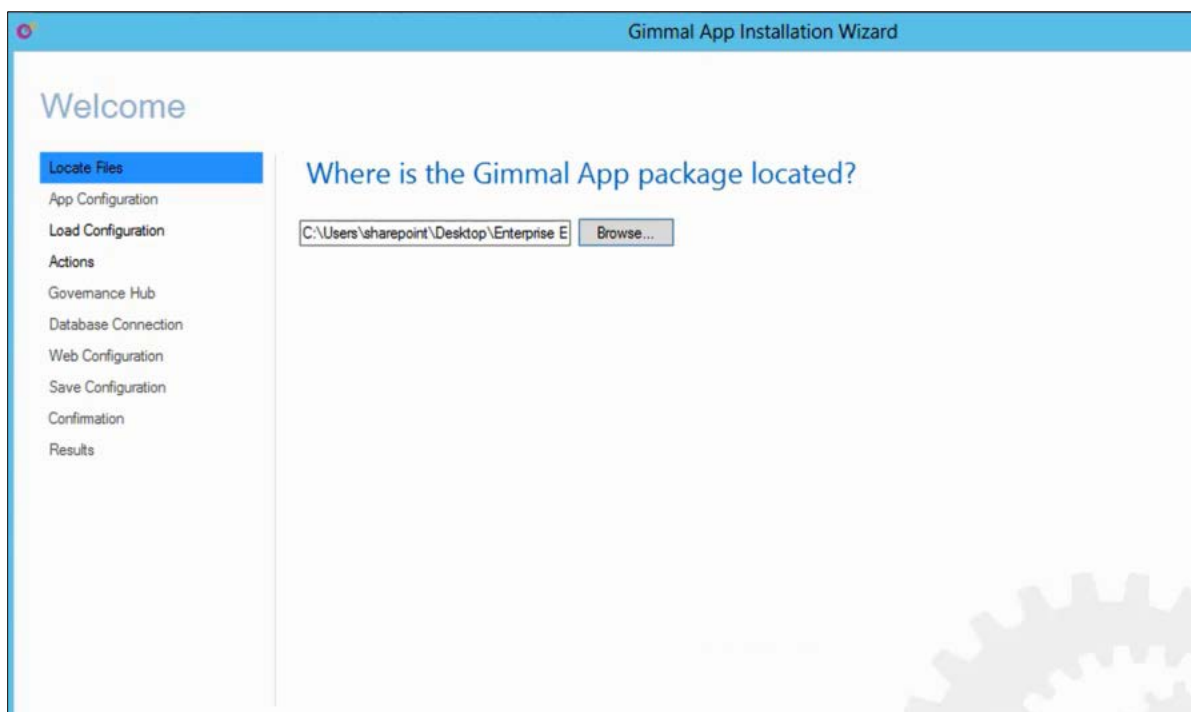 Gimmal App Installation Wizard
Welcome
Locate Files
App Configuration
Load Configuration
Actions
Governance Hub
Database Connection
Web Configuration
Save Configuration
Confirmation
Results
Where is the Gimmal App package located?
C:\Users\sharepoint\Desktop\Enterprise E
Browse...